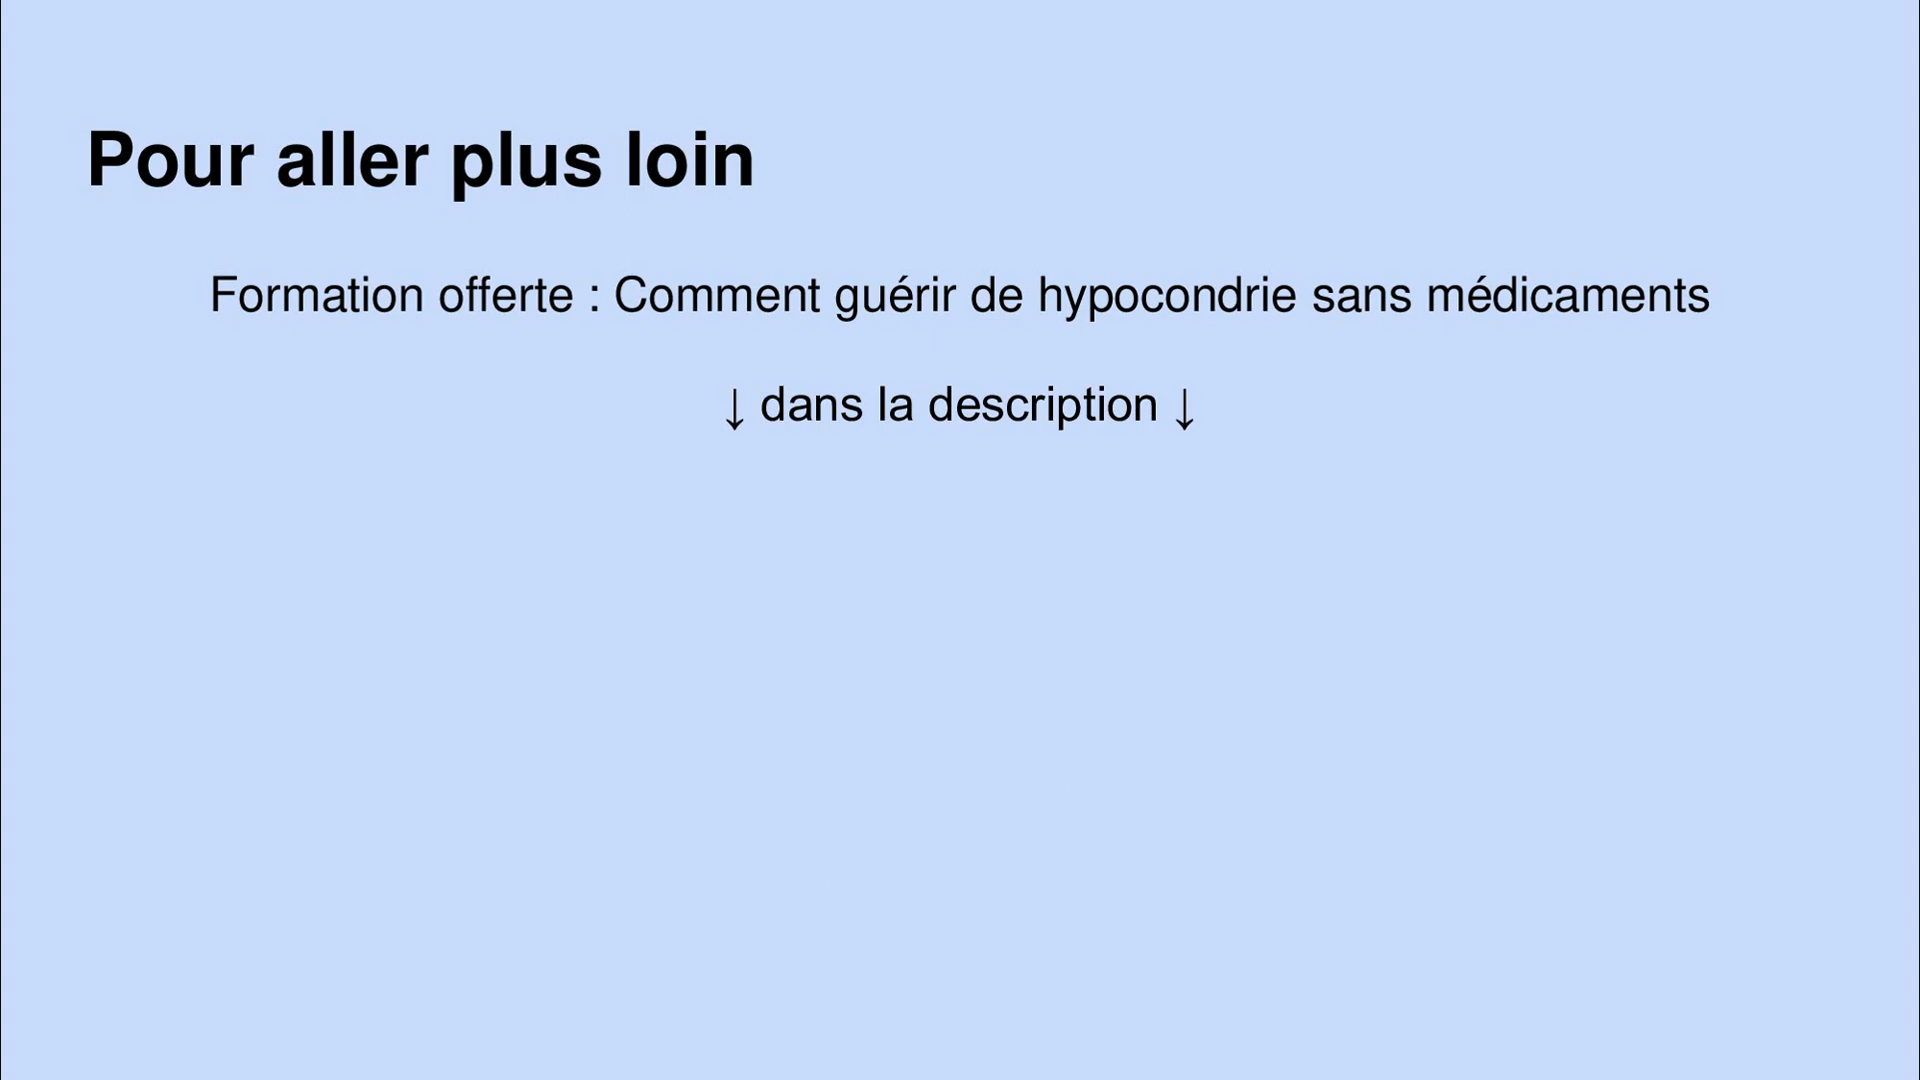 Pour aller plus loin
Formation offerte : Comment guérir de hypocondrie sans médicaments
↓ dans la description ↓